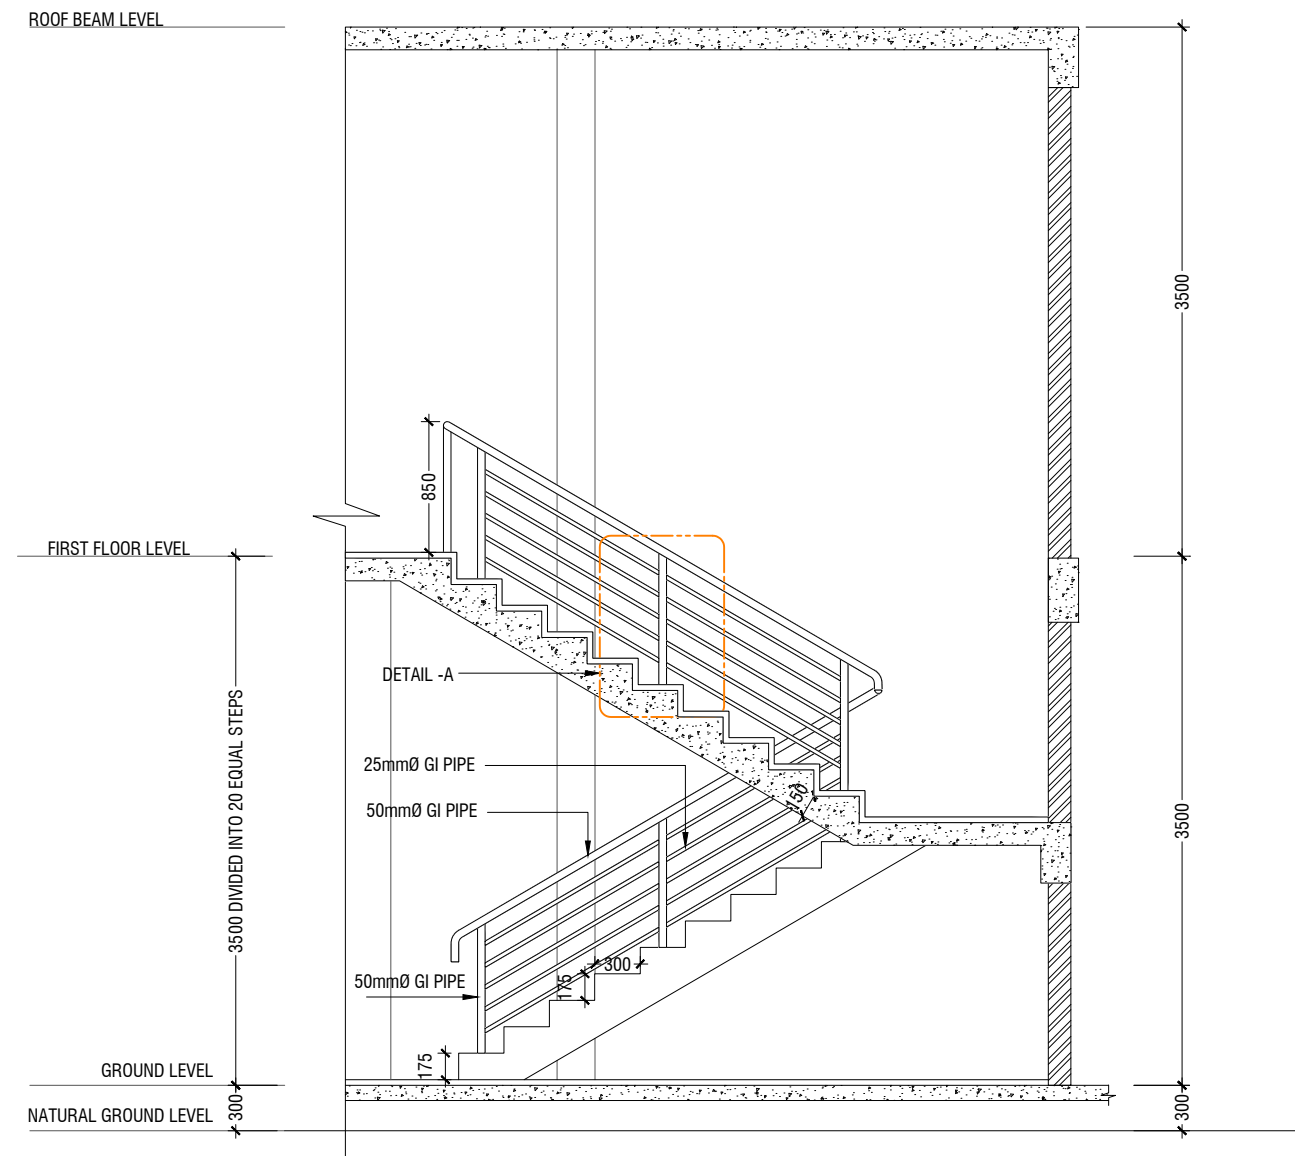 ROOF BEAM LEVEL
3500
850
FIRST FLOOR LEVEL
DETAIL -A
3500 DIVIDED INTO 20 EQUAL STEPS
25mmØ GI PIPE
50mmØ GI PIPE
150
3500
300
175
50mmØ GI PIPE
175
GROUND LEVEL
300
NATURAL GROUND LEVEL
300